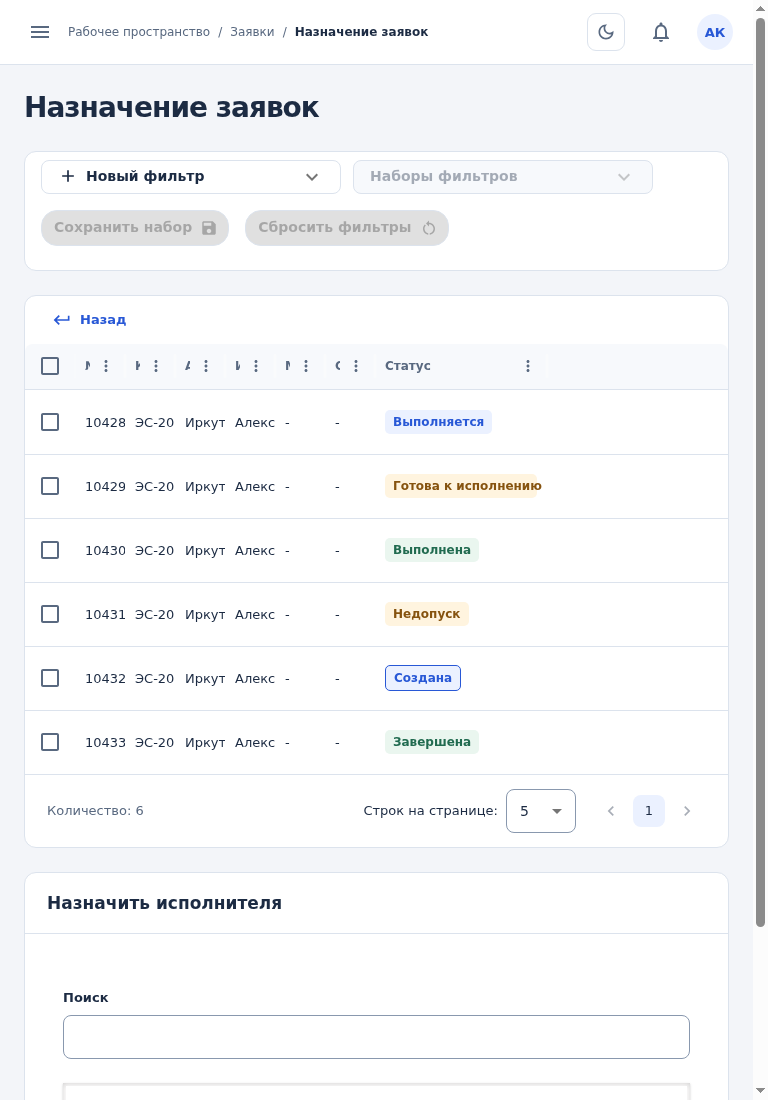 Рабочее пространство / Заявки / Назначение заявок
АК
Назначение заявок
Новый фильтр
Наборы фильтров
Сохранить набор
Сбросить фильтры
Назад
Статус
10428 ЭС-20 Иркут Алекс - - Выполняется
10429 ЭС-20 Иркут Алекс - - Готова к исполнению
10430 ЭС-20 Иркут Алекс - - Выполнена
10431 ЭС-20 Иркут Алекс - - Недопуск
10432 ЭС-20 Иркут Алекс - - Создана
10433 ЭС-20 Иркут Алекс - - Завершена
Количество: 6
Строк на странице: 5
1
Назначить исполнителя
Поиск